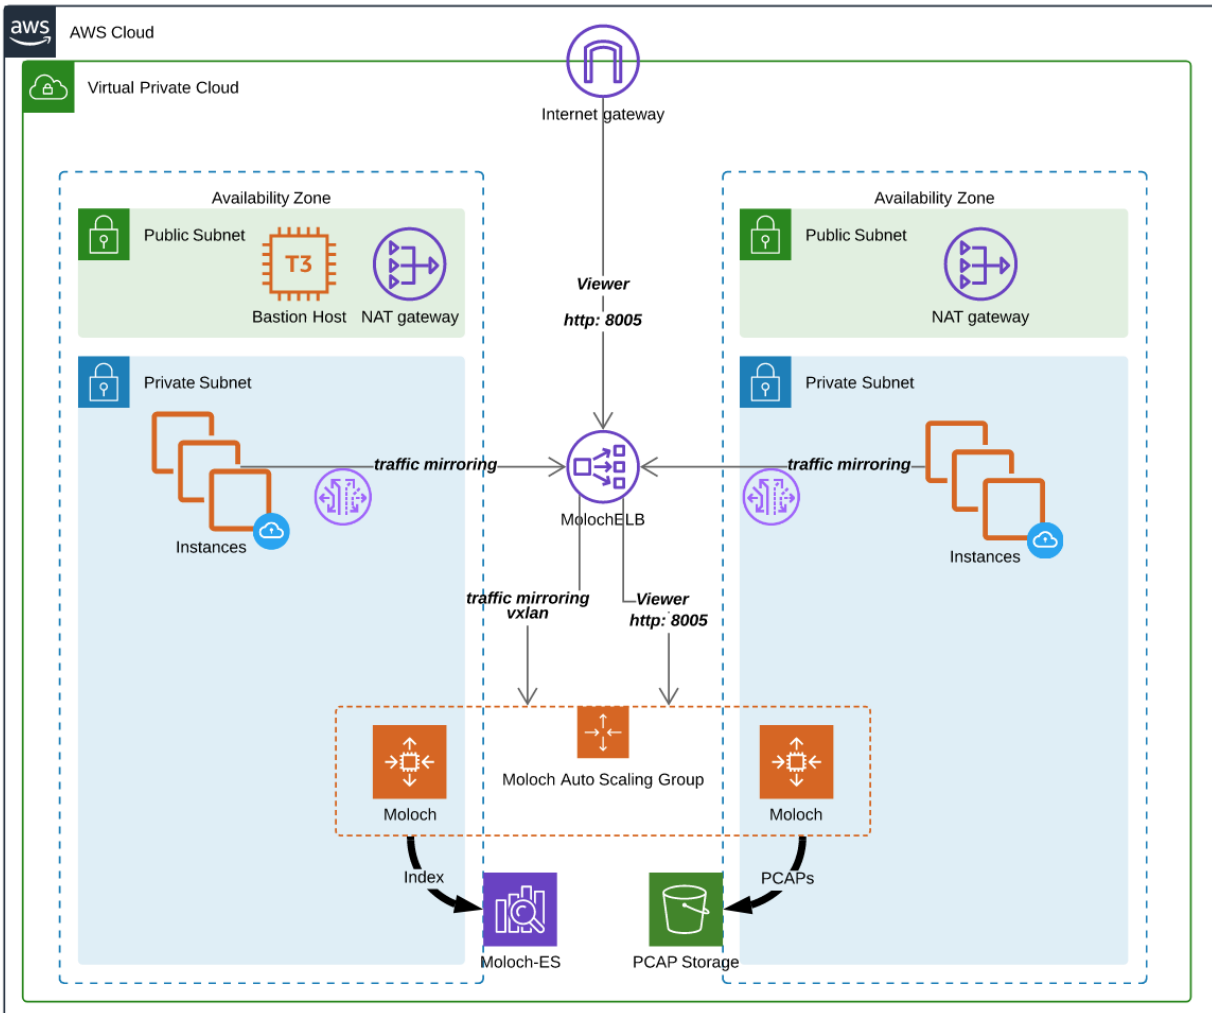 aws
AWS Cloud
Virtual Private Cloud
Internet gateway
Availability Zone
Public Subnet
T3
Bastion Host
NAT gateway
Private Subnet
Instances
traffic mirroring
Viewer
http: 8005
MolochELB
traffic mirroring
vxlan
Viewer
http: 8005
Availability Zone
Public Subnet
NAT gateway
Private Subnet
traffic mirroring
Instances
Moloch Auto Scaling Group
Moloch
Moloch
Index
PCAPs
Moloch-ES
PCAP Storage